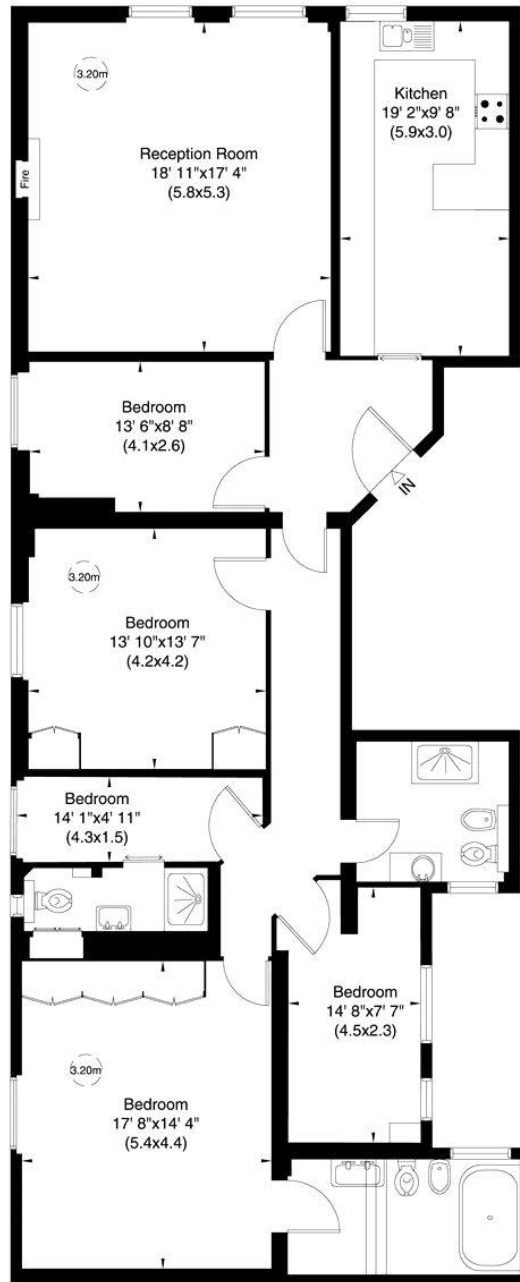 3.20m
Kitchen
19' 2"x9' 8"
(5.9x3.0)
Reception Room
18' 11"x17' 4"
(5.8x5.3)
Fire
Bedroom
13' 6"x8' 8"
(4.1x2.6)
IN
3.20m
Bedroom
13' 10"x13' 7"
(4.2x4.2)
Bedroom
14' 1"x4' 11"
(4.3x1.5)
Bedroom
14' 8"x7' 7"
(4.5x2.3)
3.20m
Bedroom
17' 8"x14' 4"
(5.4x4.4)